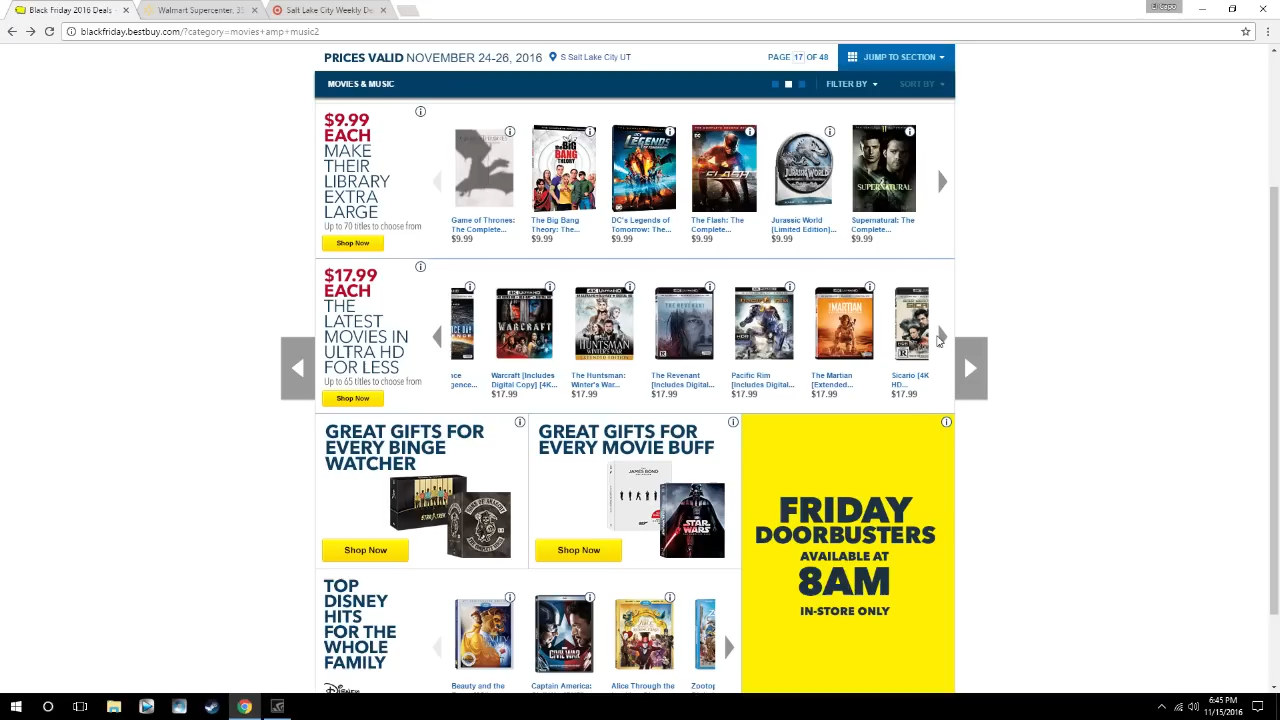 Black Friday 2016 Deals
Walmart Supercenter, 35
Target Weekly De
blackfriday.bestbuy.com/?category=movies+amp+music2
PRICES VALID NOVEMBER 24-26, 2016
S Salt Lake City UT
PAGE 17 OF 48
JUMP TO SECTION
MOVIES & MUSIC
FILTER BY
SORT BY
$9.99
EACH
MAKE
THEIR
LIBRARY
EXTRA
LARGE
Up to 70 titles to choose from
Shop Now
Game of Thrones:
The Complete...
$9.99
The Big Bang
Theory: The...
$9.99
DC's Legends of
Tomorrow: The...
$9.99
The Flash: The
Complete...
$9.99
Jurassic World
[Limited Edition]...
$9.99
Supernatural: The
Complete...
$9.99
$17.99
EACH
THE
LATEST
MOVIES IN
ULTRA HD
FOR LESS
Up to 65 titles to choose from
Shop Now
nce
gence...
Warcraft [Includes
Digital Copy] [4K...
$17.99
The Huntsman:
Winter's War...
$17.99
The Revenant
[Includes Digital...
$17.99
Pacific Rim
[Includes Digital...
$17.99
The Martian
[Extended...
$17.99
Sicario [4K
HD...
$17.99
GREAT GIFTS FOR
EVERY BINGE
WATCHER
STAR TREK
Shop Now
GREAT GIFTS FOR
EVERY MOVIE BUFF
JAMES BOND
STAR
WARS
Shop Now
FRIDAY
DOORBUSTERS
AVAILABLE AT
8AM
IN-STORE ONLY
TOP
DISNEY
HITS
FOR THE
WHOLE
FAMILY
Disney
Beauty and the
Captain America:
Alice Through the
Zootop
6:45 PM
11/15/2016